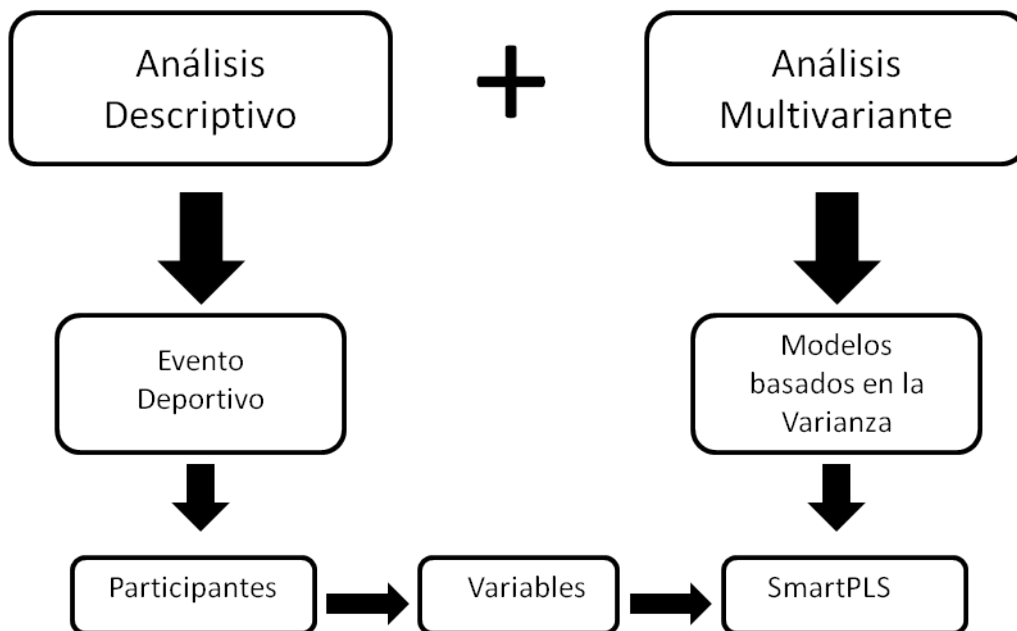 Análisis
Descriptivo
+
Análisis
Multivariante
Evento
Deportivo
Modelos
basados en la
Varianza
Participantes
Variables
SmartPLS